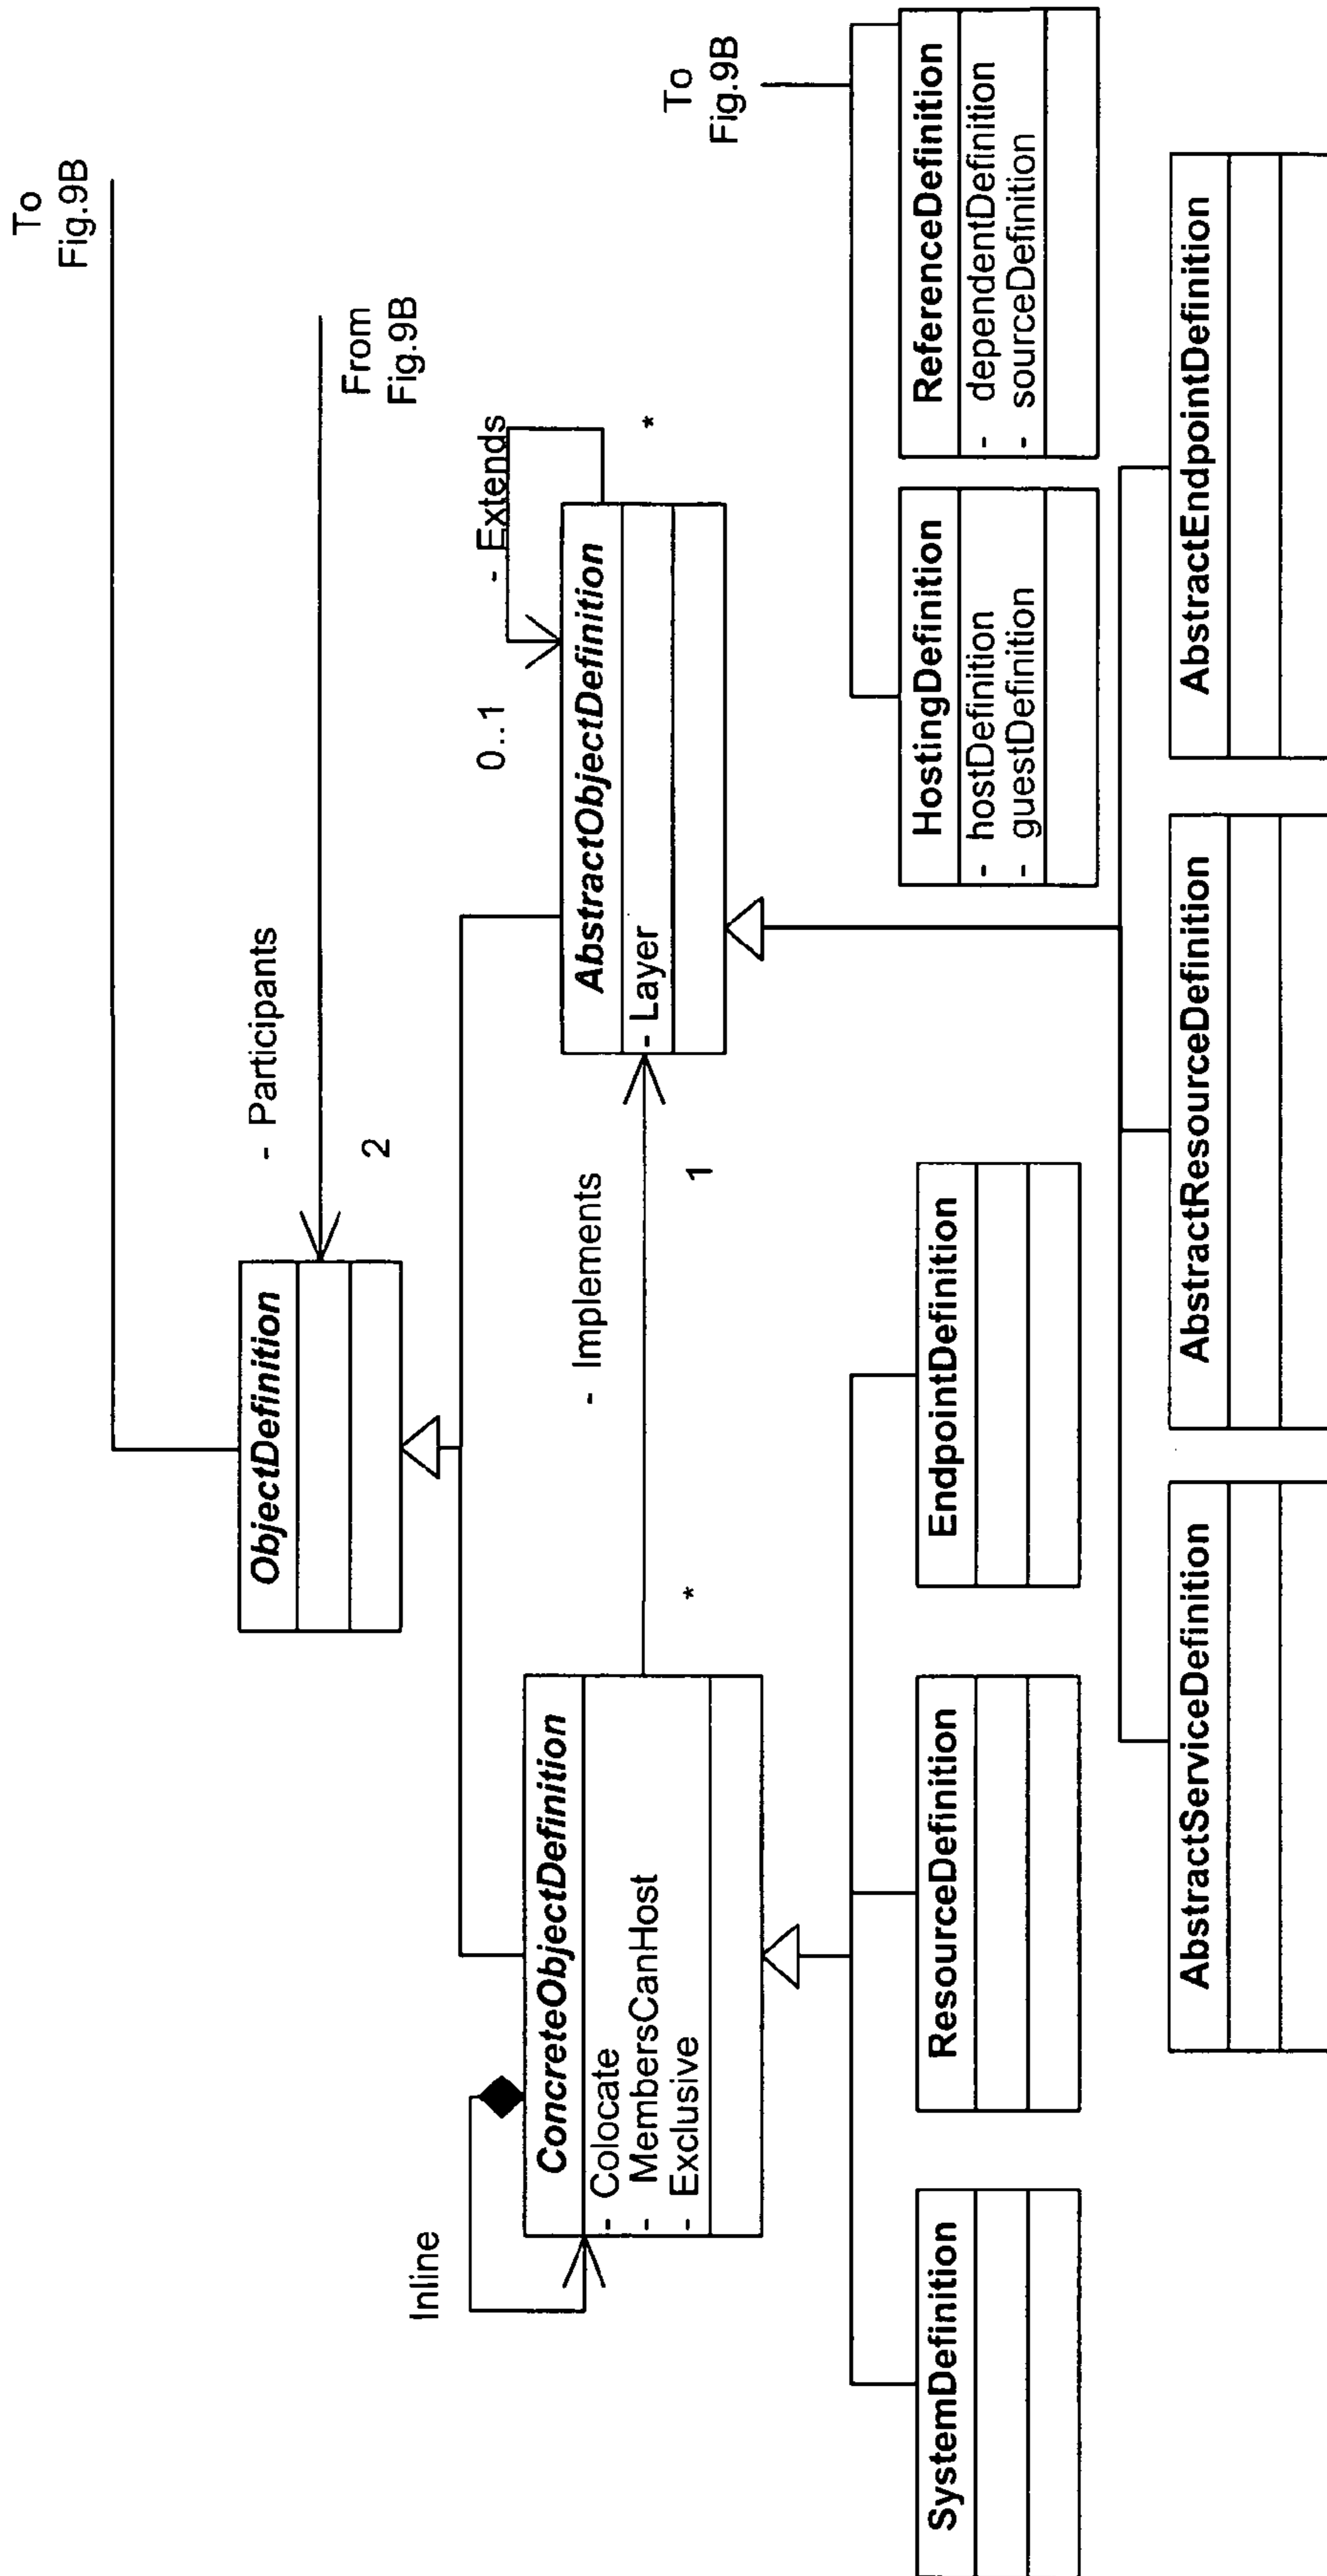 To
Fig.9B
- Participants
From
Fig.9B
2
ObjectDefinition
Inline
- Extends
0..1
*
- Implements
1
*
ConcreteObjectDefinition
- Colocate
- MembersCanHost
- Exclusive
AbstractObjectDefinition
- Layer
To
Fig.9B
SystemDefinition
ResourceDefinition
EndpointDefinition
HostingDefinition
- hostDefinition
- guestDefinition
ReferenceDefinition
- dependentDefinition
- sourceDefinition
AbstractServiceDefinition
AbstractResourceDefinition
AbstractEndpointDefinition